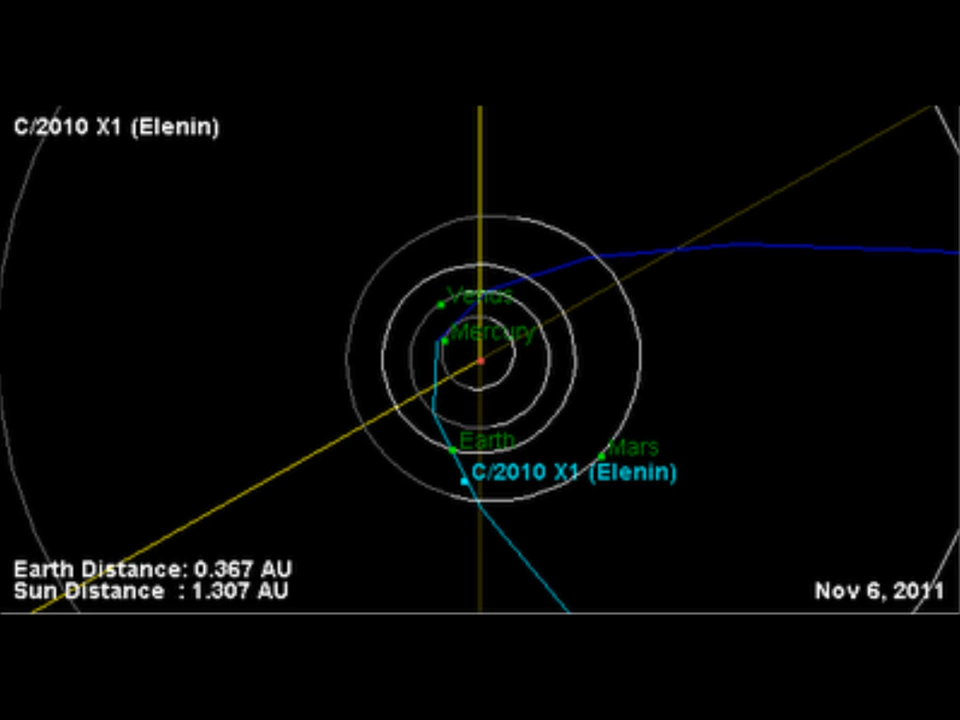 C/2010 X1 (Elenin)
Venus
Mercury
Earth
Mars
C/2010 X1 (Elenin)
Earth Distance: 0.367 AU
Sun Distance : 1.307 AU
Nov 6, 2011